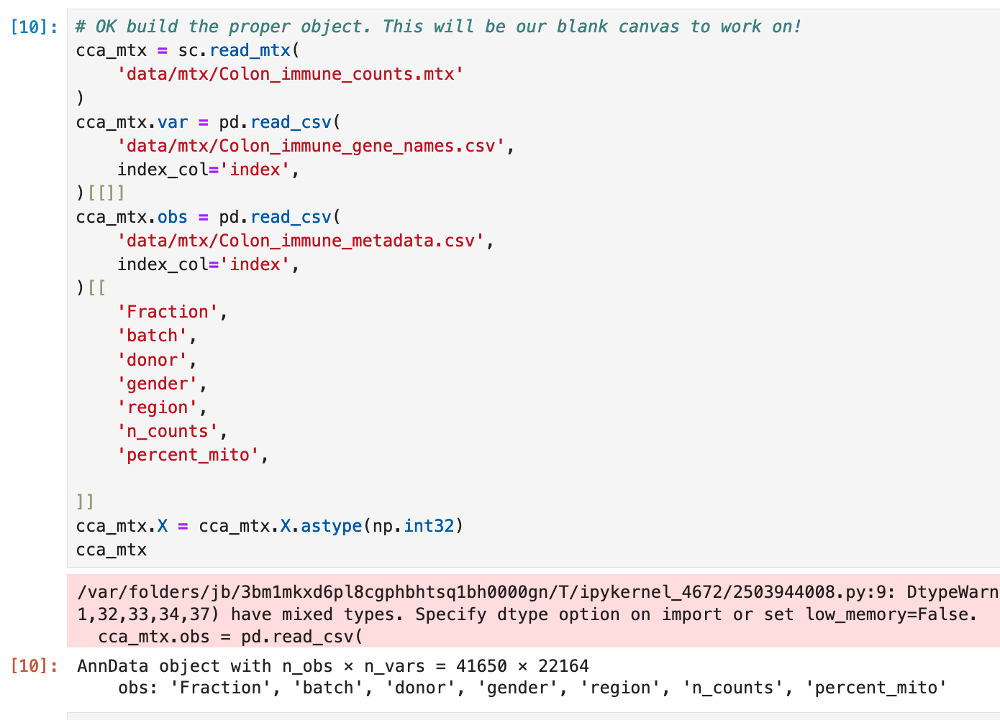 [10]: # OK build the proper object. This will be our blank canvas to work on!
cca_mtx = sc.read_mtx(
    'data/mtx/Colon_immune_counts.mtx'
)
cca_mtx.var = pd.read_csv(
    'data/mtx/Colon_immune_gene_names.csv',
    index_col='index',
)[[]]
cca_mtx.obs = pd.read_csv(
    'data/mtx/Colon_immune_metadata.csv',
    index_col='index',
)[[
    'Fraction',
    'batch',
    'donor',
    'gender',
    'region',
    'n_counts',
    'percent_mito',
]]
cca_mtx.X = cca_mtx.X.astype(np.int32)
cca_mtx
/var/folders/jb/3bm1mkxd6pl8cgphbhtsq1bh0000gn/T/ipykernel_4672/2503944008.py:9: DtypeWarn
1,32,33,34,37) have mixed types. Specify dtype option on import or set low_memory=False.
  cca_mtx.obs = pd.read_csv(
[10]: AnnData object with n_obs × n_vars = 41650 × 22164
    obs: 'Fraction', 'batch', 'donor', 'gender', 'region', 'n_counts', 'percent_mito'